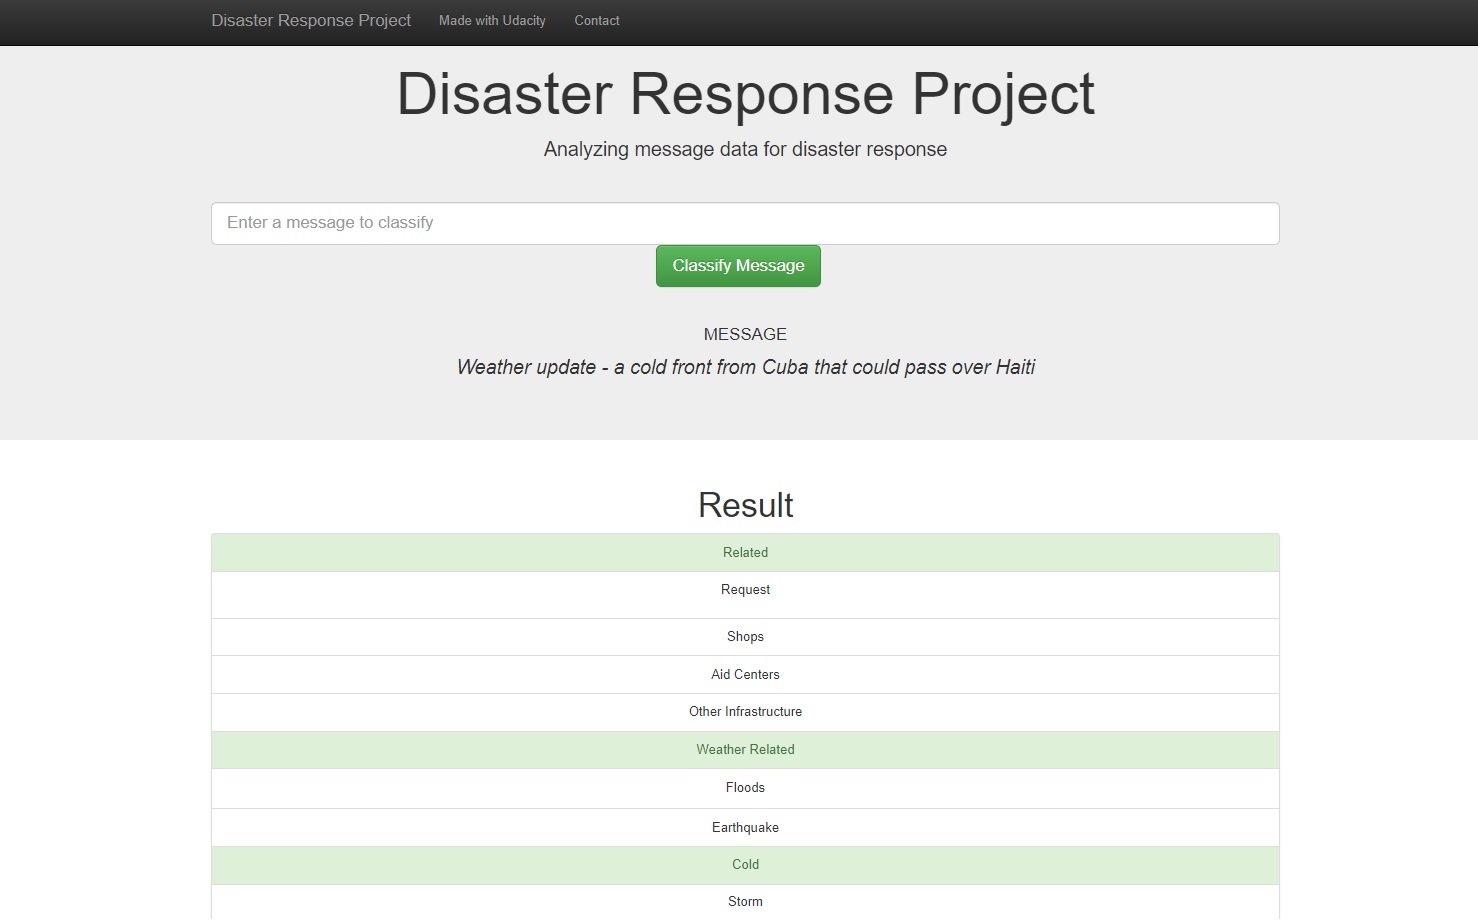 Disaster Response Project Made with Udacity Contact
Disaster Response Project
Analyzing message data for disaster response
Enter a message to classify
Classify Message
MESSAGE
Weather update - a cold front from Cuba that could pass over Haiti
Result
Related
Request
Shops
Aid Centers
Other Infrastructure
Weather Related
Floods
Earthquake
Cold
Storm